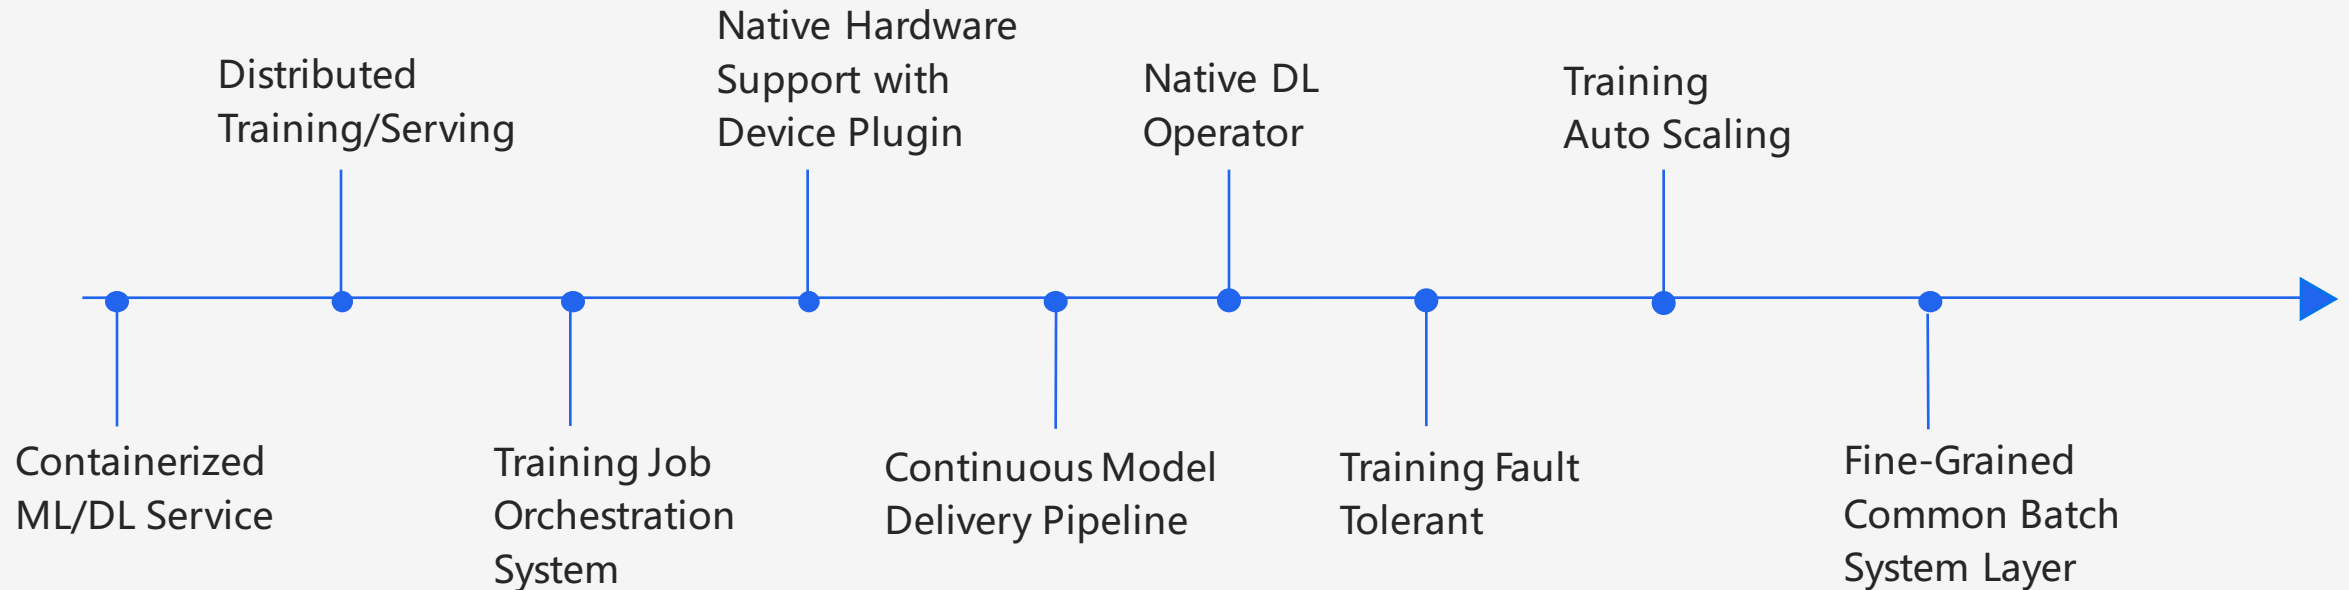 Containerized
ML/DL Service
Distributed
Training/Serving
Training Job
Orchestration
System
Native Hardware
Support with
Device Plugin
Continuous Model
Delivery Pipeline
Native DL
Operator
Training Fault
Tolerant
Training
Auto Scaling
Fine-Grained
Common Batch
System Layer